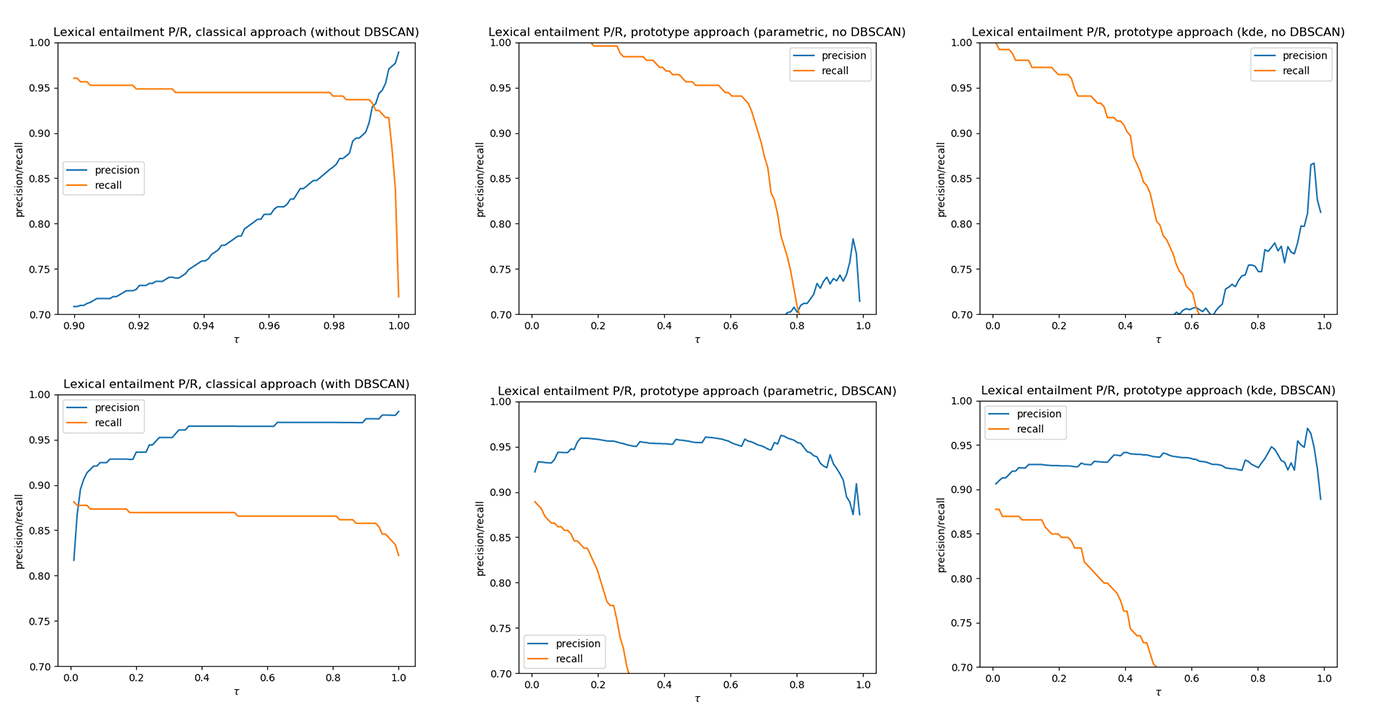 Lexical entailment P/R, classical approach (without DBSCAN)
1.00
0.95
0.90
0.85
0.80
0.75
0.70
precision/recall
precision
recall
0.90 0.92 0.94 0.96 0.98 1.00
τ
Lexical entailment P/R, prototype approach (parametric, no DBSCAN)
1.00
0.95
0.90
0.85
0.80
0.75
0.70
precision/recall
precision
recall
0.0 0.2 0.4 0.6 0.8 1.0
τ
Lexical entailment P/R, prototype approach (kde, no DBSCAN)
1.00
0.95
0.90
0.85
0.80
0.75
0.70
precision/recall
precision
recall
0.0 0.2 0.4 0.6 0.8 1.0
τ
Lexical entailment P/R, classical approach (with DBSCAN)
1.00
0.95
0.90
0.85
0.80
0.75
0.70
precision/recall
precision
recall
0.0 0.2 0.4 0.6 0.8 1.0
τ
Lexical entailment P/R, prototype approach (parametric, DBSCAN)
1.00
0.95
0.90
0.85
0.80
0.75
0.70
precision/recall
precision
recall
0.0 0.2 0.4 0.6 0.8 1.0
τ
Lexical entailment P/R, prototype approach (kde, DBSCAN)
1.00
0.95
0.90
0.85
0.80
0.75
0.70
precision/recall
precision
recall
0.0 0.2 0.4 0.6 0.8 1.0
τ